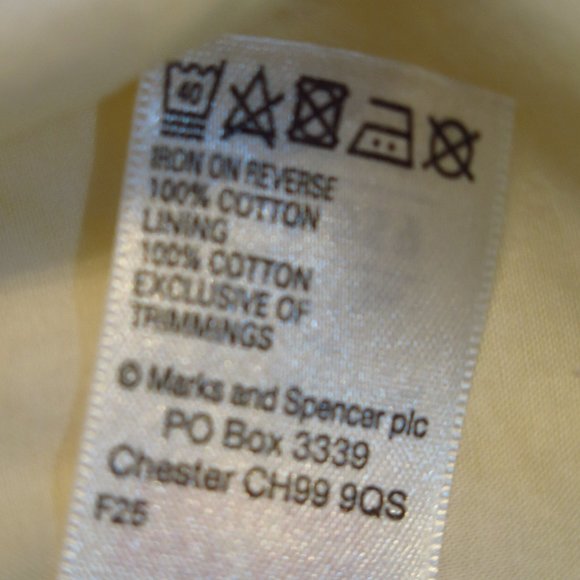 40
IRON ON REVERSE
100% COTTON
LINING
100% COTTON
EXCLUSIVE OF
TRIMMINGS
© Marks and Spencer plc
PO Box 3339
Chester CH99 9QS
F25